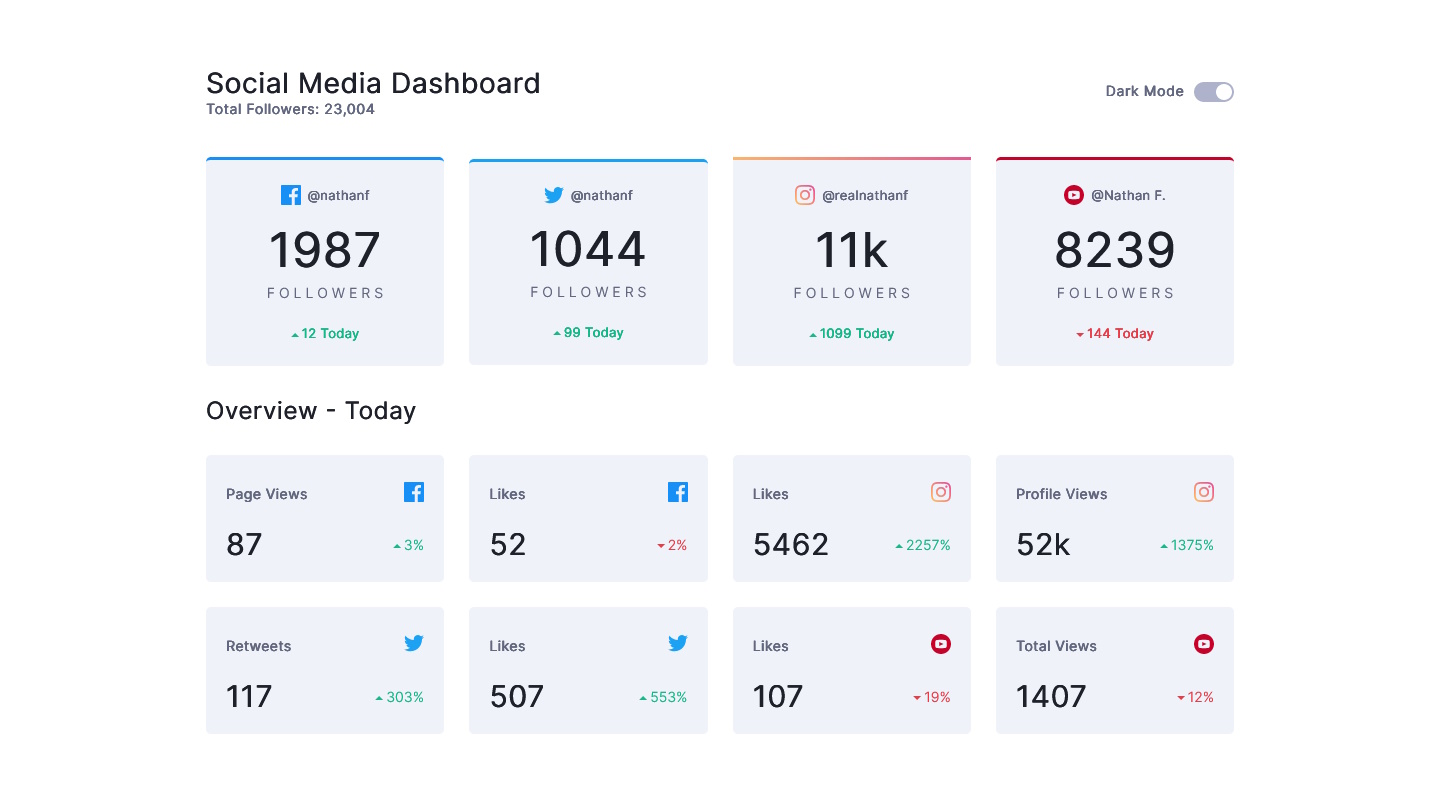 Social Media Dashboard
Total Followers: 23,004
Dark Mode
@nathanf
1987
FOLLOWERS
12 Today
@nathanf
1044
FOLLOWERS
99 Today
@realnathanf
11k
FOLLOWERS
1099 Today
@Nathan F.
8239
FOLLOWERS
144 Today
Overview - Today
Page Views
87
3%
Likes
52
2%
Likes
5462
2257%
Profile Views
52k
1375%
Retweets
117
303%
Likes
507
553%
Likes
107
19%
Total Views
1407
12%